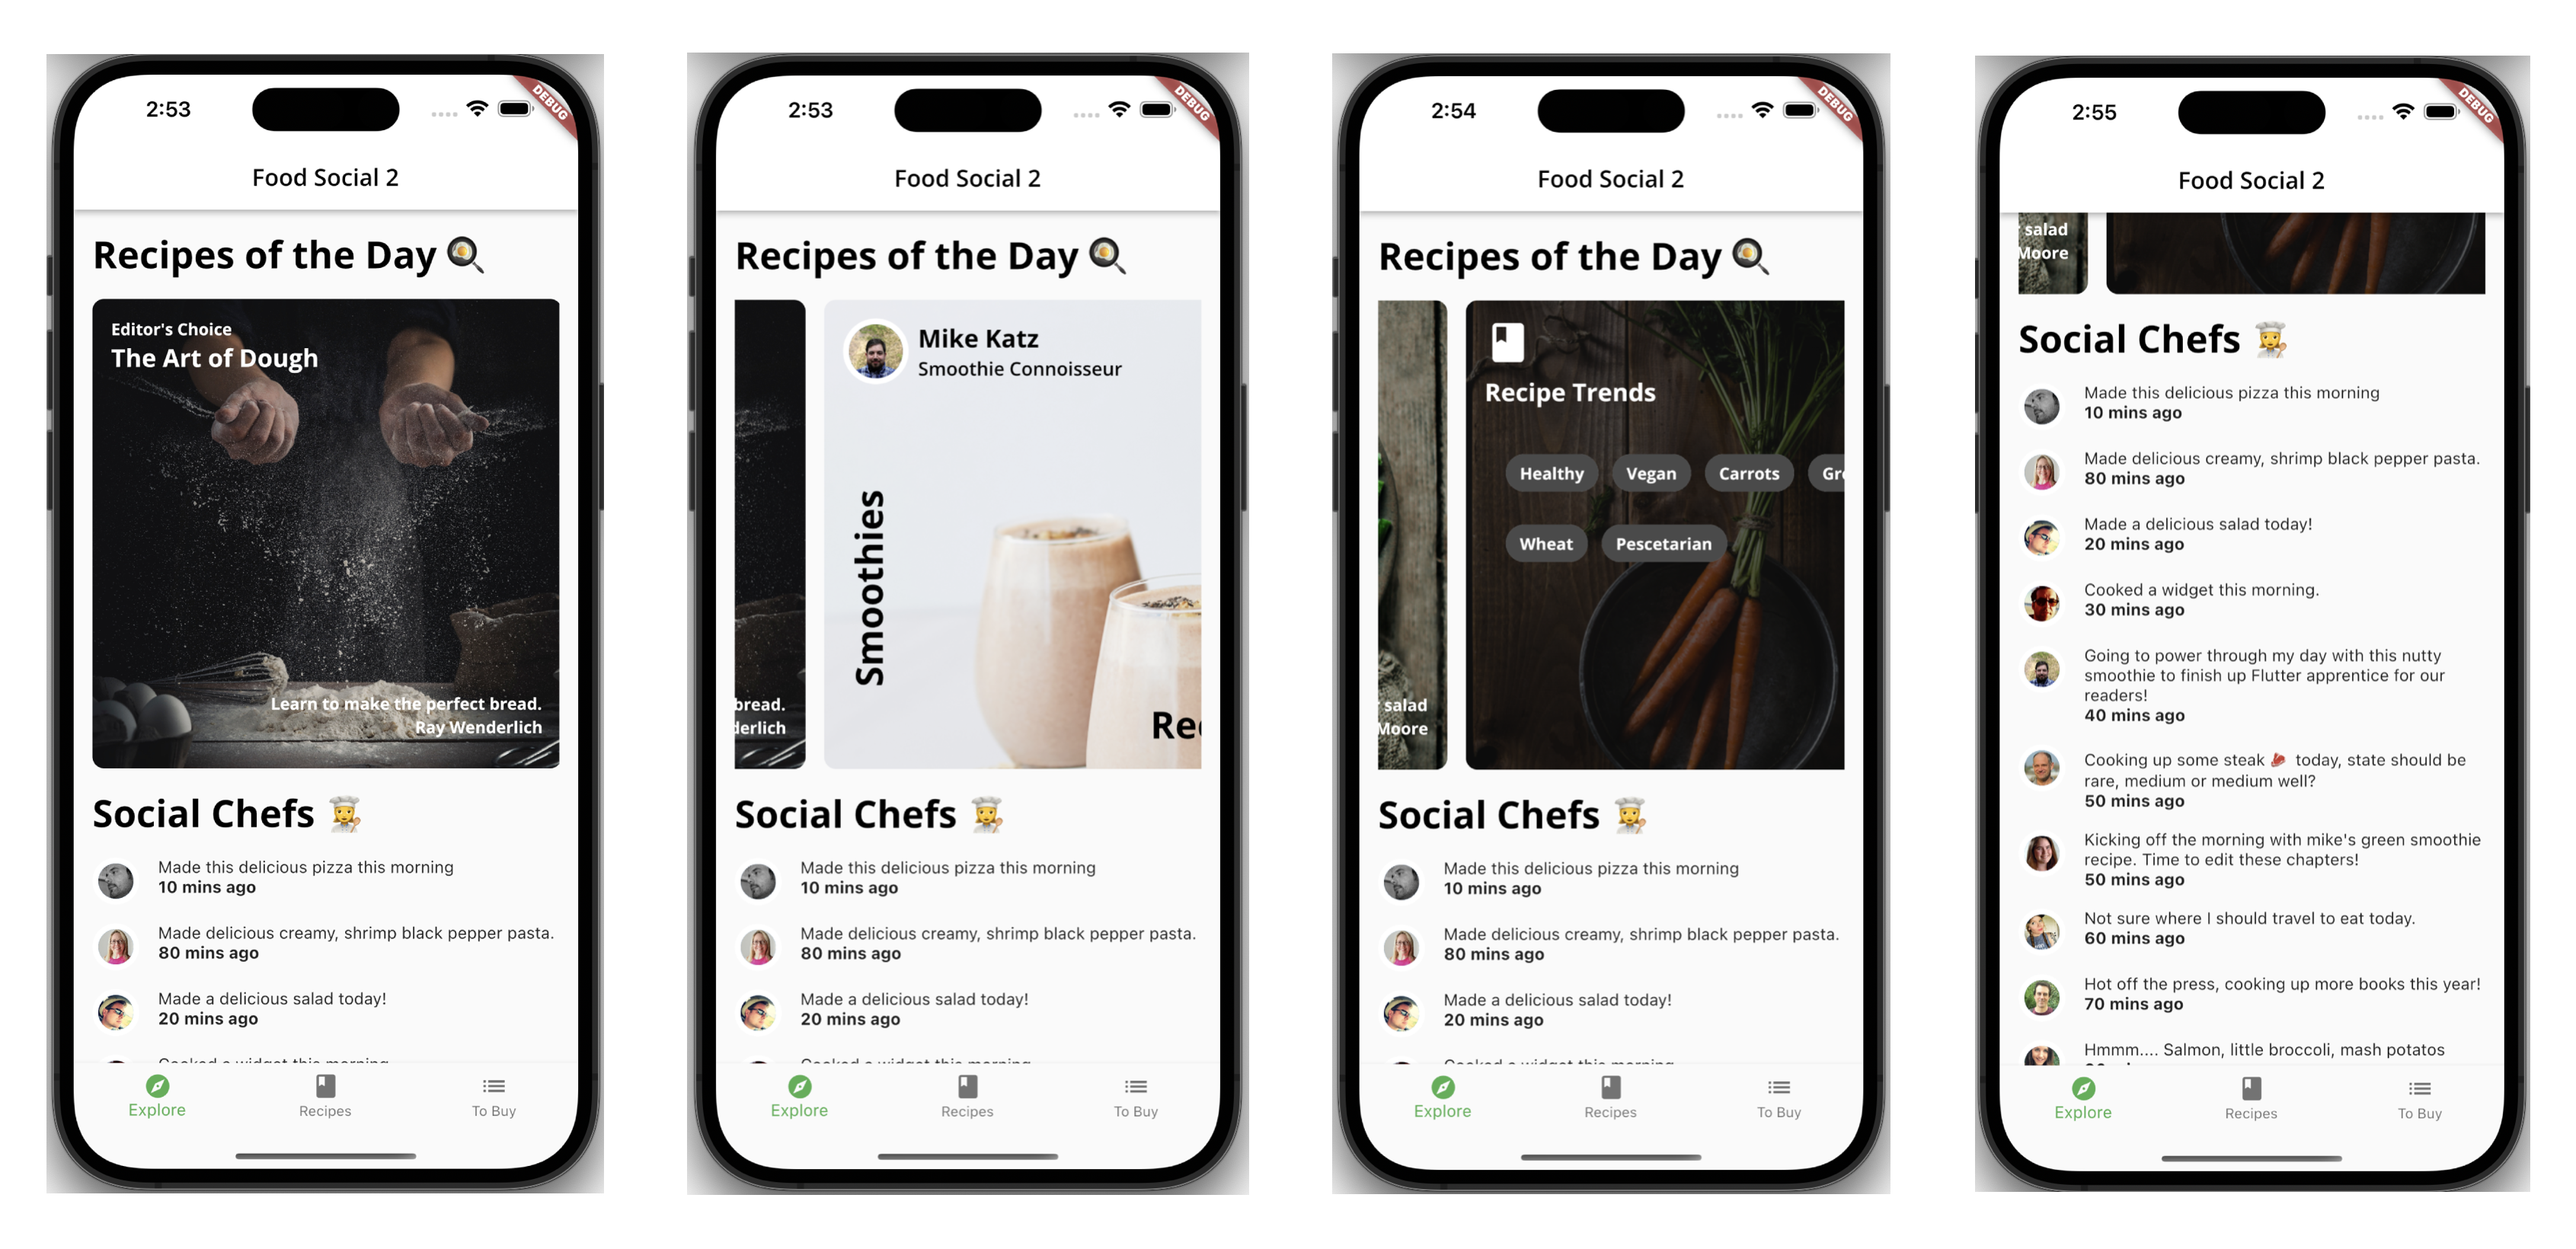 2:53
DEBUG
Food Social 2
Recipes of the Day
Editor's Choice
The Art of Dough
Learn to make the perfect bread.
Ray Wenderlich
Social Chefs
Made this delicious pizza this morning
10 mins ago
Made delicious creamy, shrimp black pepper pasta.
80 mins ago
Made a delicious salad today!
20 mins ago
Cooked a widget this morning
Explore
Recipes
To Buy
2:53
DEBUG
Food Social 2
Recipes of the Day
Mike Katz
Smoothie Connoisseur
Smoothies
bread.
derlich
Rec
Social Chefs
Made this delicious pizza this morning
10 mins ago
Made delicious creamy, shrimp black pepper pasta.
80 mins ago
Made a delicious salad today!
20 mins ago
Cooked a widget this morning
Explore
Recipes
To Buy
2:54
DEBUG
Food Social 2
Recipes of the Day
Recipe Trends
Healthy
Vegan
Carrots
Gre
Wheat
Pescetarian
salad
Moore
Social Chefs
Made this delicious pizza this morning
10 mins ago
Made delicious creamy, shrimp black pepper pasta.
80 mins ago
Made a delicious salad today!
20 mins ago
Cooked a widget this morning
Explore
Recipes
To Buy
2:55
DEBUG
Food Social 2
salad
Moore
Social Chefs
Made this delicious pizza this morning
10 mins ago
Made delicious creamy, shrimp black pepper pasta.
80 mins ago
Made a delicious salad today!
20 mins ago
Cooked a widget this morning.
30 mins ago
Going to power through my day with this nutty
smoothie to finish up Flutter apprentice for our
readers!
40 mins ago
Cooking up some steak 🥩 today, state should be
rare, medium or medium well?
50 mins ago
Kicking off the morning with mike's green smoothie
recipe. Time to edit these chapters!
50 mins ago
Not sure where I should travel to eat today.
60 mins ago
Hot off the press, cooking up more books this year!
70 mins ago
Hmmm.... Salmon, little broccoli, mash potatos
Explore
Recipes
To Buy